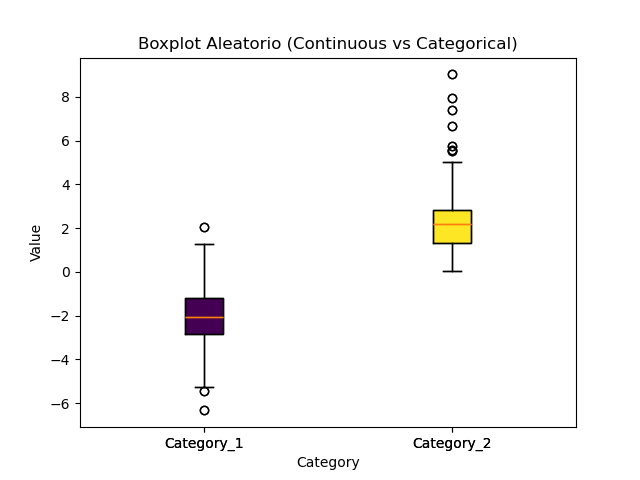 Boxplot Aleatorio (Continuous vs Categorical)
8
6
4
2
0
−2
−4
−6
Value
Category_1
Category_2
Category